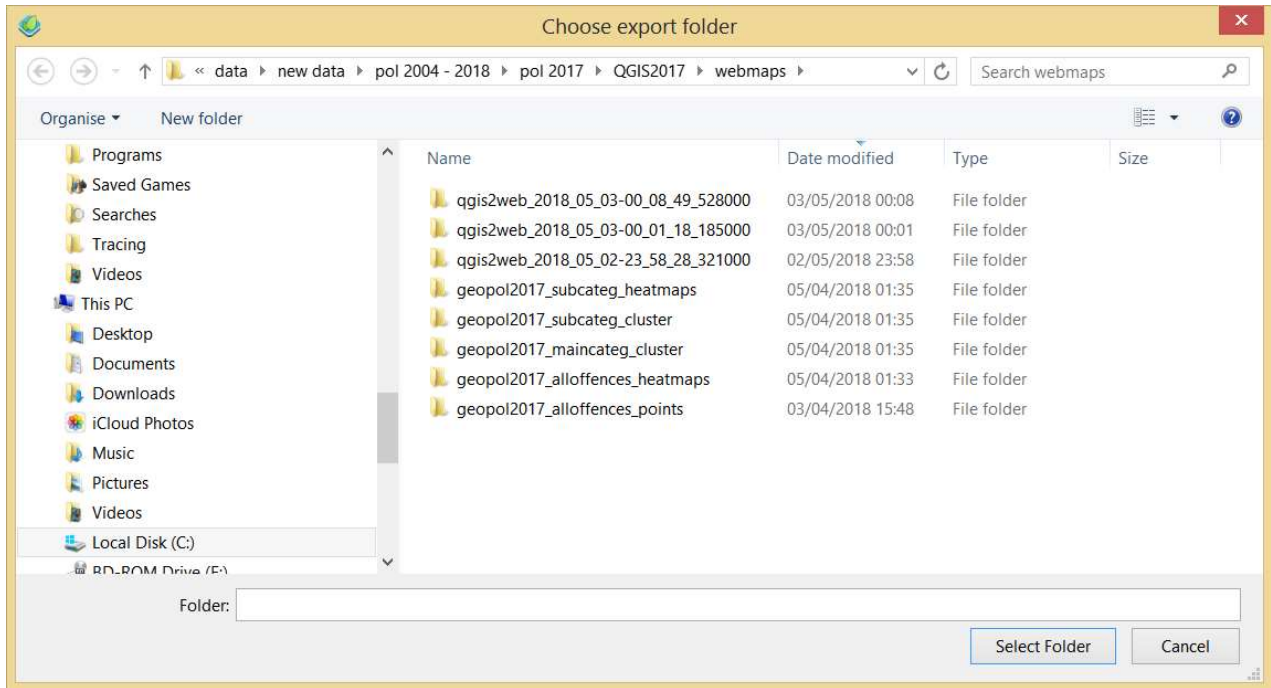 Choose export folder
« data new data pol 2004 - 2018 pol 2017 QGIS2017 webmaps
Search webmaps
Organise New folder
Programs
Saved Games
Searches
Tracing
Videos
This PC
Desktop
Documents
Downloads
iCloud Photos
Music
Pictures
Videos
Local Disk (C:)
BD-ROM Drive (E:)
Name Date modified Type Size
qgis2web_2018_05_03-00_08_49_528000 03/05/2018 00:08 File folder
qgis2web_2018_05_03-00_01_18_185000 03/05/2018 00:01 File folder
qgis2web_2018_05_02-23_58_28_321000 02/05/2018 23:58 File folder
geopol2017_subcateg_heatmaps 05/04/2018 01:35 File folder
geopol2017_subcateg_cluster 05/04/2018 01:35 File folder
geopol2017_maincateg_cluster 05/04/2018 01:35 File folder
geopol2017_alloffences_heatmaps 05/04/2018 01:33 File folder
geopol2017_alloffences_points 03/04/2018 15:48 File folder
Folder:
Select Folder Cancel